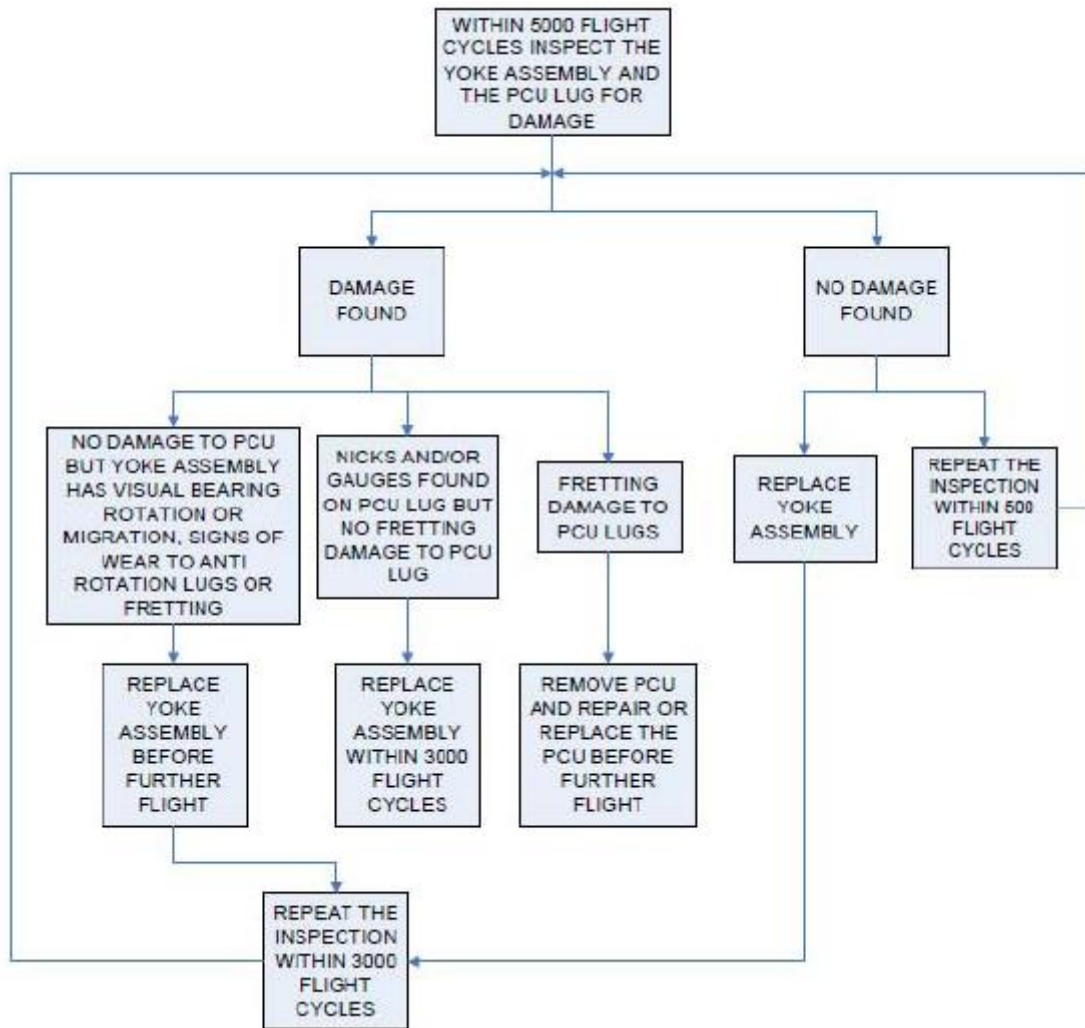 WITHIN 5000 FLIGHT
CYCLES INSPECT THE
YOKE ASSEMBLY AND
THE PCU LUG FOR
DAMAGE
DAMAGE
FOUND
NO DAMAGE
FOUND
NO DAMAGE TO PCU
BUT YOKE ASSEMBLY
HAS VISUAL BEARING
ROTATION OR
MIGRATION, SIGNS OF
WEAR TO ANTI
ROTATION LUGS OR
FRETTING
NICKS AND/OR
GAUGES FOUND
ON PCU LUG BUT
NO FRETTING
DAMAGE TO PCU
LUG
FRETTING
DAMAGE TO
PCU LUGS
REPLACE
YOKE
ASSEMBLY
REPEAT THE
INSPECTION
WITHIN 500
FLIGHT
CYCLES
REPLACE
YOKE
ASSEMBLY
BEFORE
FURTHER
FLIGHT
REPLACE
YOKE
ASSEMBLY
WITHIN 3000
FLIGHT
CYCLES
REMOVE PCU
AND REPAIR OR
REPLACE THE
PCU BEFORE
FURTHER
FLIGHT
REPEAT THE
INSPECTION
WITHIN 3000
FLIGHT
CYCLES